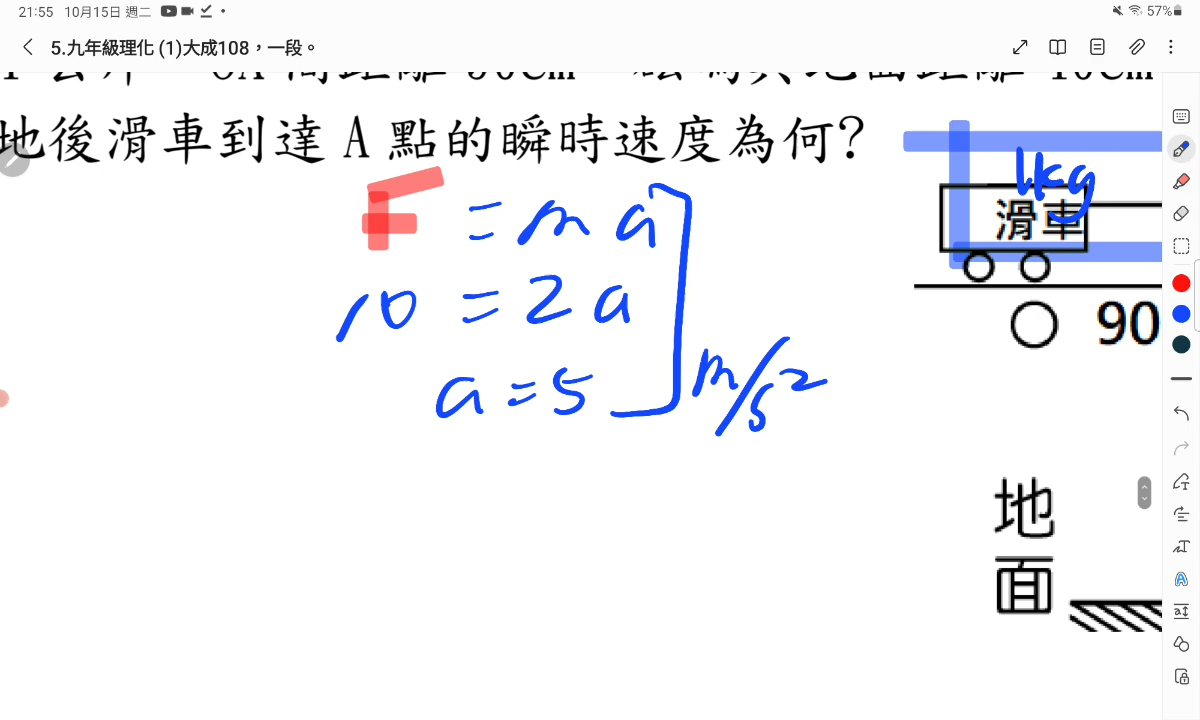 21:55 10月15日 週二 57%
5.九年級理化 (1)大成108，一段。
地後滑車到達 A 點的瞬時速度為何?
F = ma
10 = 2a
a = 5 m/s²
1kg
滑車
90
地
面